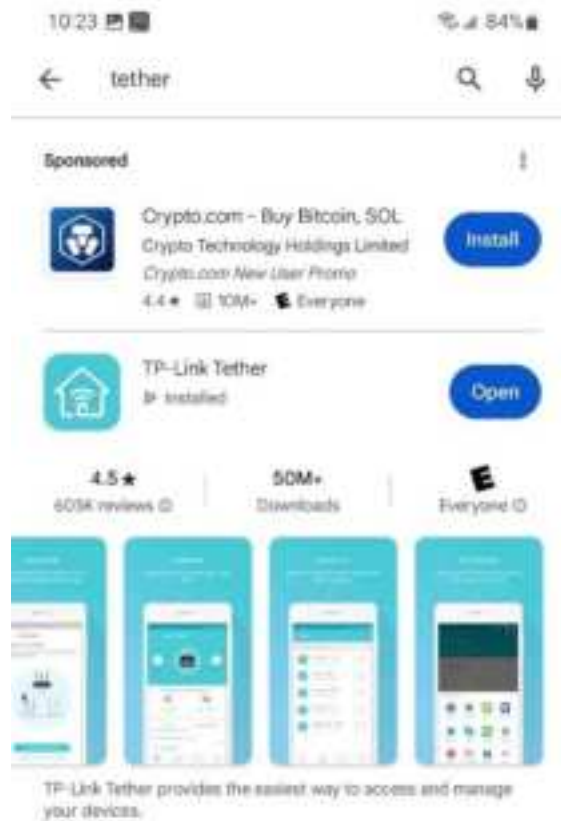 10:23
84%
tether
Sponsored
Crypto.com - Buy Bitcoin, SOL
Crypto Technology Holdings Limited
Crypto.com New User Promo
4.4★ 10M+ Everyone
Install
TP-Link Tether
Installed
Open
4.5★
reviews
50M+
Downloads
E
Everyone
TP-Link Tether provides the easiest way to access and manage
your devices.